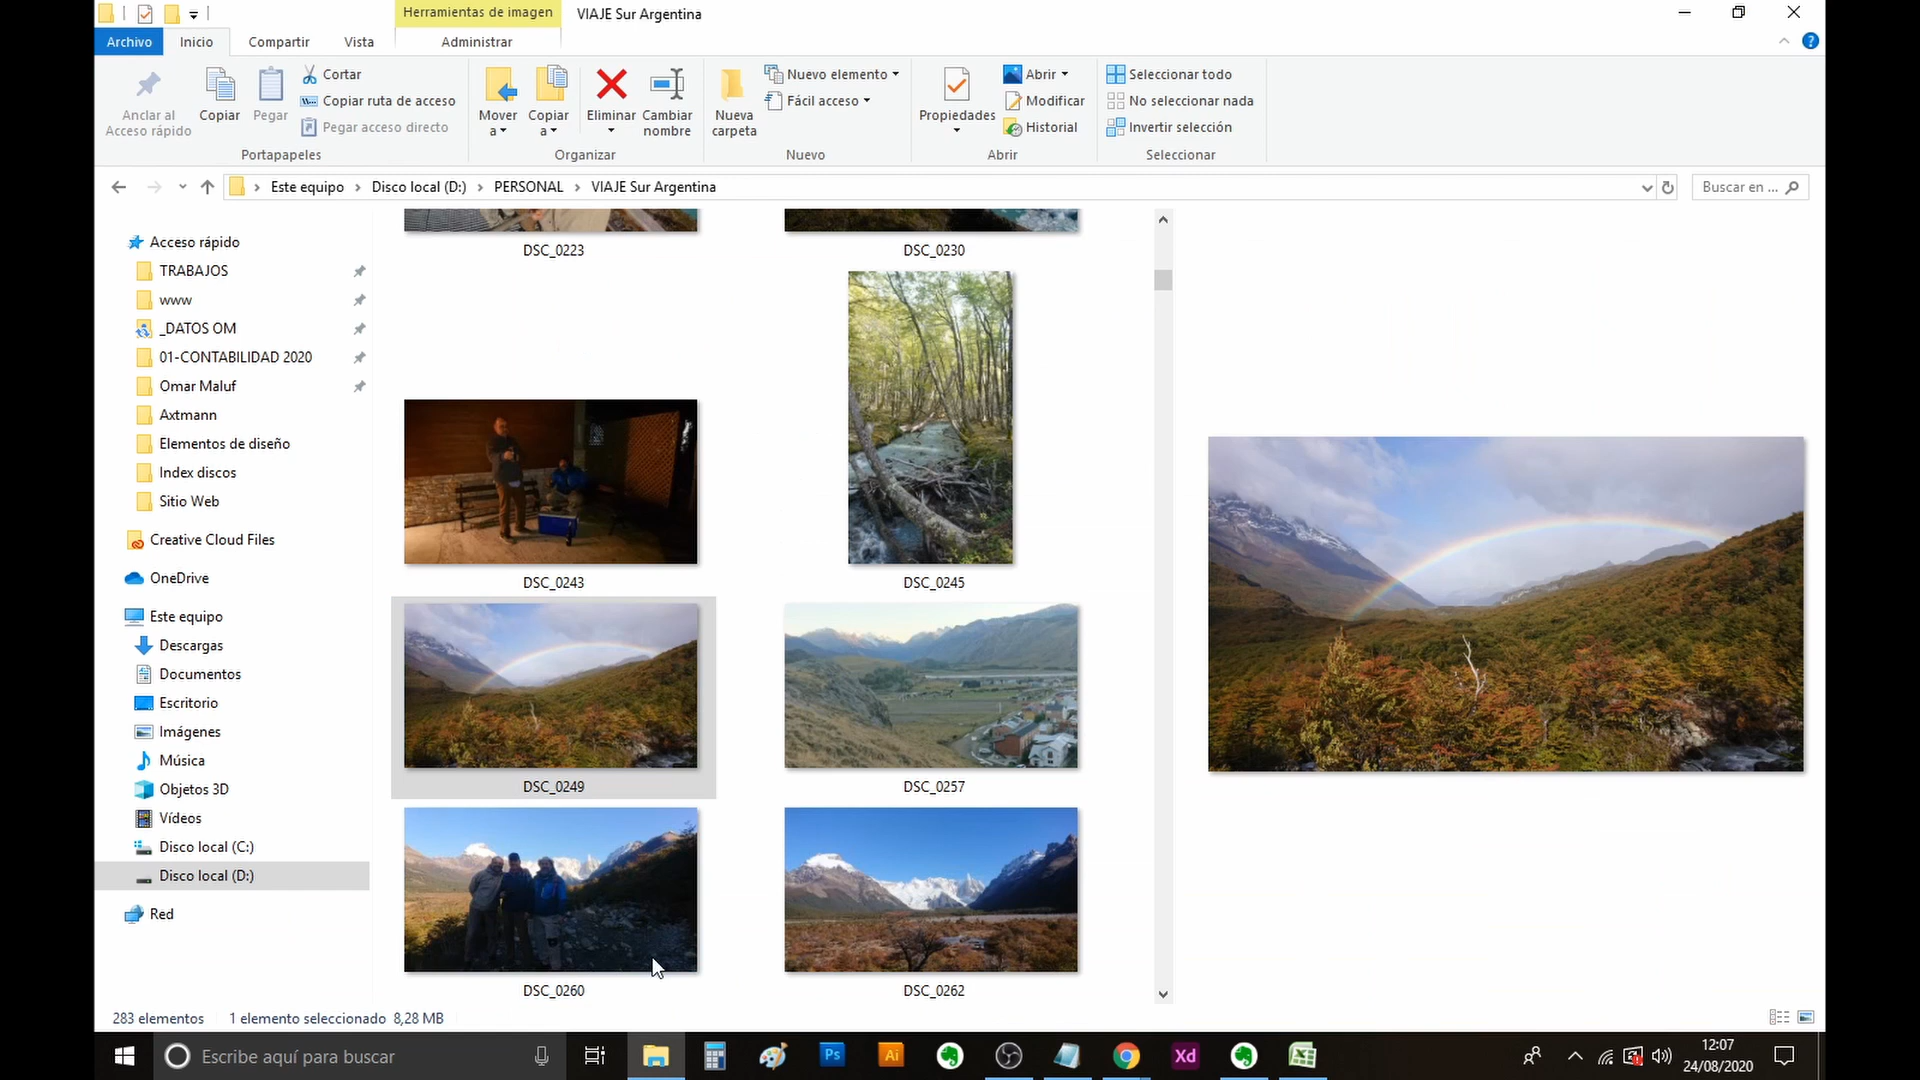 Herramientas de imagen
VIAJE Sur Argentina
Archivo
Inicio
Compartir
Vista
Administrar
Anclar al
Acceso rápido
Copiar
Pegar
Cortar
Copiar ruta de acceso
Pegar acceso directo
Portapapeles
Mover
a
Copiar
a
Eliminar
Cambiar
nombre
Organizar
Nueva
carpeta
Nuevo elemento
Fácil acceso
Nuevo
Propiedades
Abrir
Modificar
Historial
Abrir
Seleccionar todo
No seleccionar nada
Invertir selección
Seleccionar
Este equipo
Disco local (D:)
PERSONAL
VIAJE Sur Argentina
Buscar en ...
Acceso rápido
TRABAJOS
www
_DATOS OM
01-CONTABILIDAD 2020
Omar Maluf
Axtmann
Elementos de diseño
Index discos
Sitio Web
Creative Cloud Files
OneDrive
Este equipo
Descargas
Documentos
Escritorio
Imágenes
Música
Objetos 3D
Vídeos
Disco local (C:)
Disco local (D:)
Red
DSC_0223
DSC_0230
DSC_0243
DSC_0245
DSC_0249
DSC_0257
DSC_0260
DSC_0262
283 elementos
1 elemento seleccionado 8,28 MB
Escribe aquí para buscar
Ps
Ai
Xd
12:07
24/08/2020